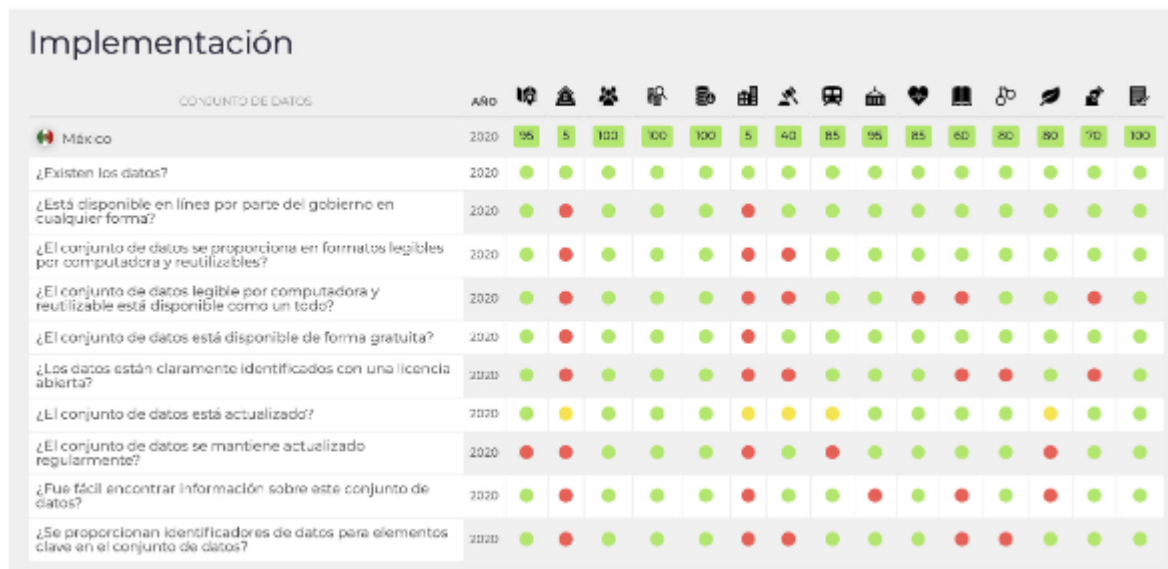 Implementación
CONJUNTO DE DATOS AÑO
México 2020 95 5 100 100 100 5 40 85 95 85 60 80 80 70 100
¿Existen los datos? 2020
¿Está disponible en línea por parte del gobierno en
cualquier forma? 2020
¿El conjunto de datos se proporciona en formatos legibles
por computadora y reutilizables? 2020
¿El conjunto de datos legible por computadora y
reutilizable está disponible como un todo? 2020
¿El conjunto de datos está disponible de forma gratuita? 2020
¿Los datos están claramente identificados con una licencia
abierta? 2020
¿El conjunto de datos está actualizado? 2020
¿El conjunto de datos se mantiene actualizado
regularmente? 2020
¿Fue fácil encontrar información sobre este conjunto de
datos? 2020
¿Se proporcionan identificadores de datos para elementos
clave en el conjunto de datos? 2020